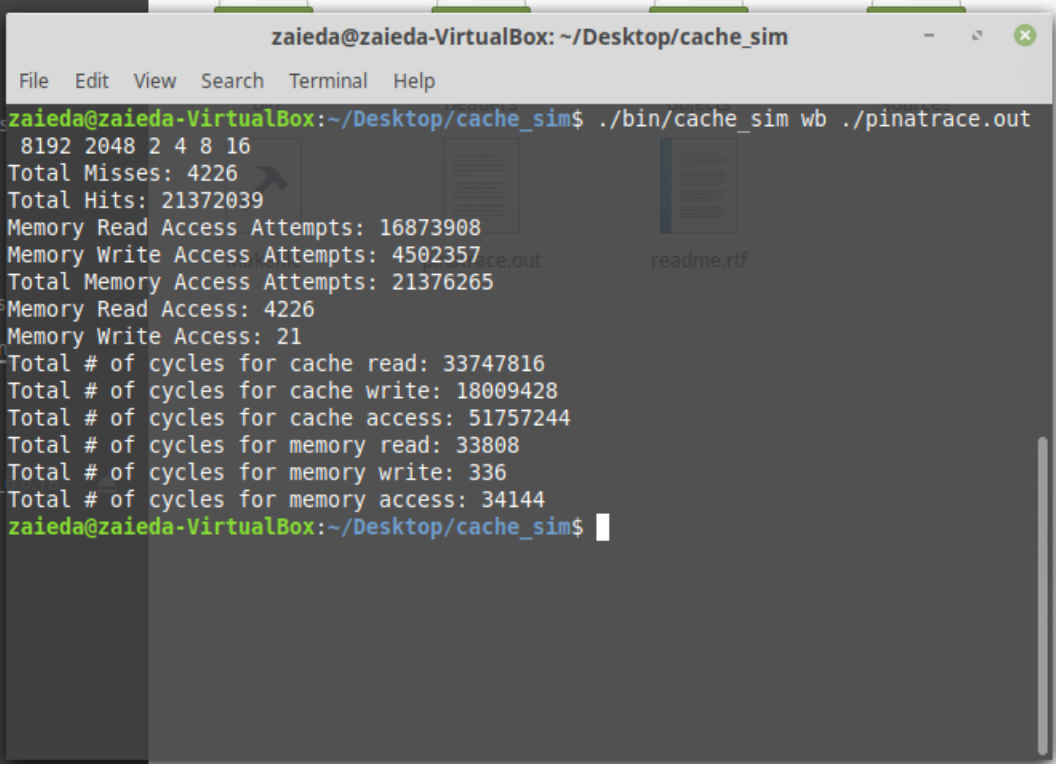 zaieda@zaieda-VirtualBox: ~/Desktop/cache_sim
File Edit View Search Terminal Help
zaieda@zaieda-VirtualBox:~/Desktop/cache_sim$ ./bin/cache_sim wb ./pinatrace.out
8192 2048 2 4 8 16
Total Misses: 4226
Total Hits: 21372039
Memory Read Access Attempts: 16873908
Memory Write Access Attempts: 4502357
pinatrace.out
readme.rtf
Total Memory Access Attempts: 21376265
Memory Read Access: 4226
Memory Write Access: 21
Total # of cycles for cache read: 33747816
Total # of cycles for cache write: 18009428
Total # of cycles for cache access: 51757244
Total # of cycles for memory read: 33808
Total # of cycles for memory write: 336
Total # of cycles for memory access: 34144
zaieda@zaieda-VirtualBox:~/Desktop/cache_sim$